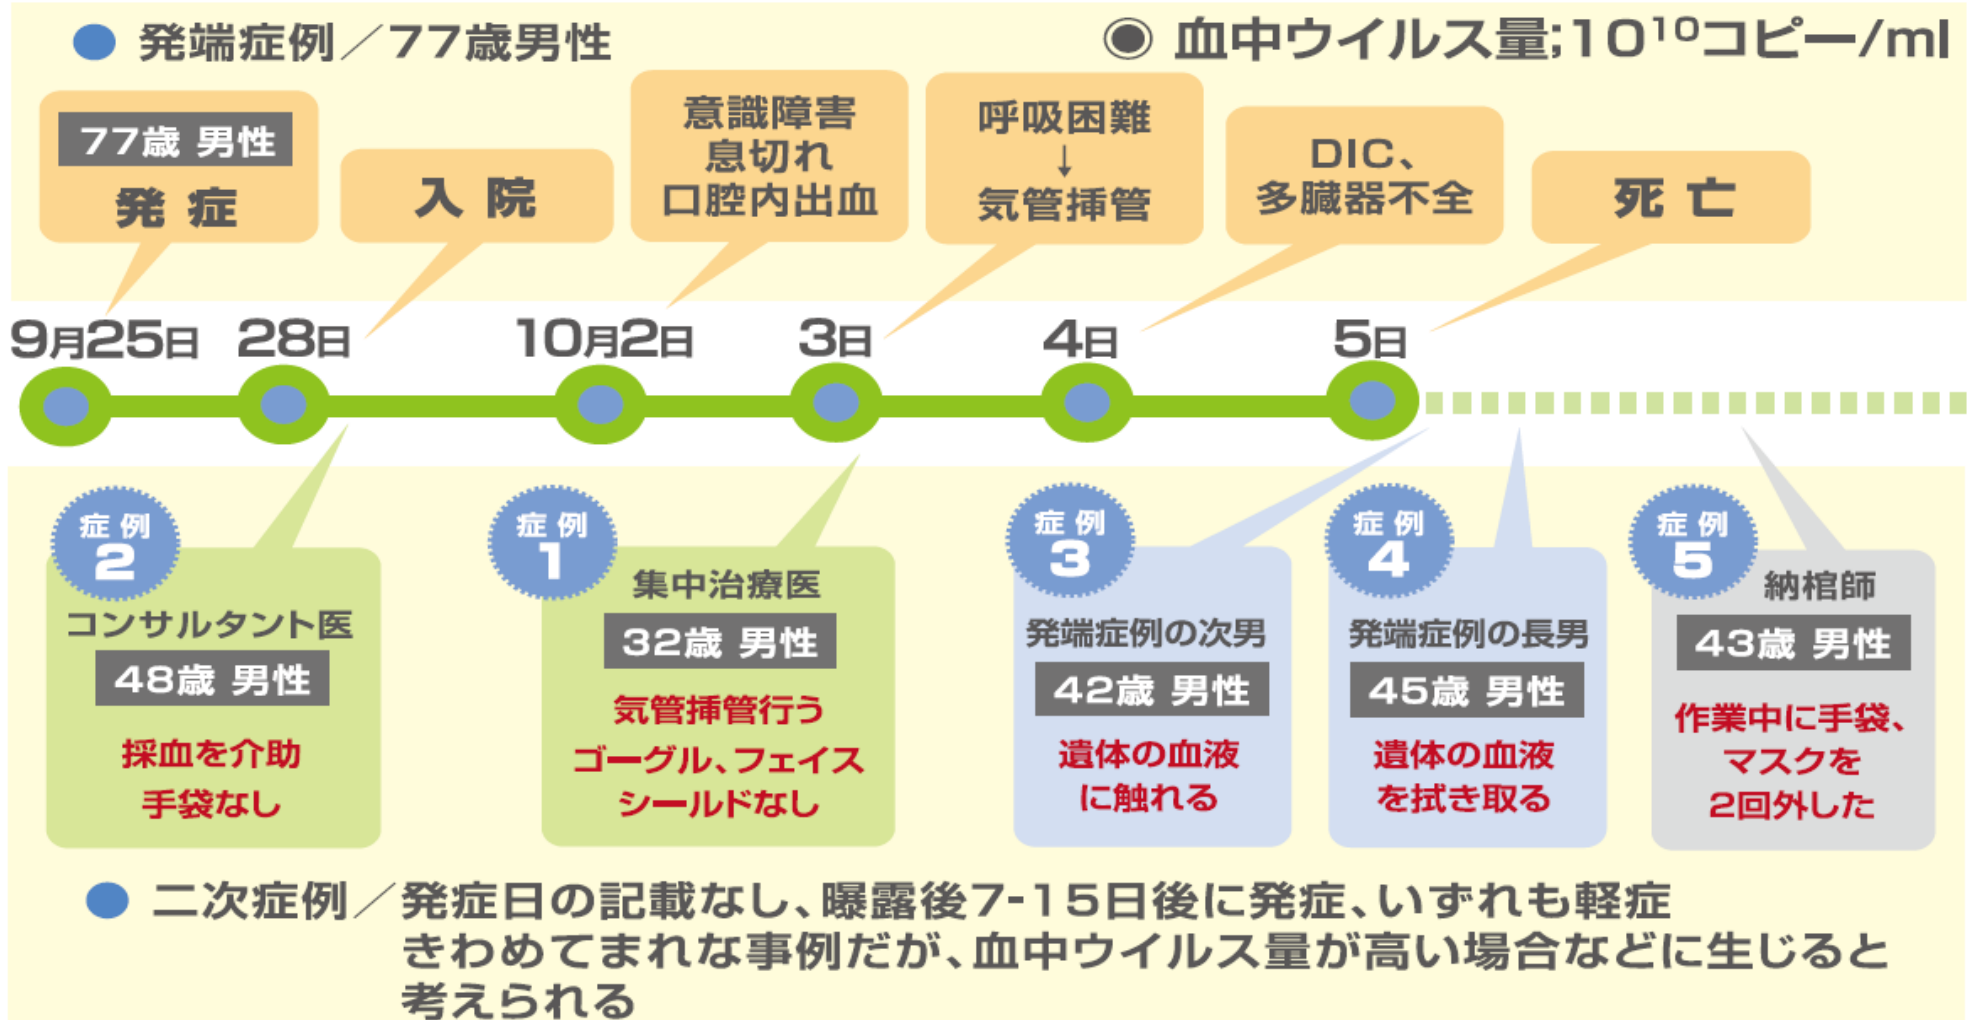 発端症例／77歳男性
◉ 血中ウイルス量;10¹⁰コピー/ml
77歳 男性
発症
入院
意識障害
息切れ
口腔内出血
呼吸困難
↓
気管挿管
DIC、
多臓器不全
死亡
9月25日
28日
10月2日
3日
4日
5日
症例
2
コンサルタント医
48歳 男性
採血を介助
手袋なし
症例
1
集中治療医
32歳 男性
気管挿管行う
ゴーグル、フェイス
シールドなし
症例
3
発端症例の次男
42歳 男性
遺体の血液
に触れる
症例
4
発端症例の長男
45歳 男性
遺体の血液
を拭き取る
症例
5
納棺師
43歳 男性
作業中に手袋、
マスクを
2回外した
二次症例／発症日の記載なし、曝露後7-15日後に発症、いずれも軽症
きわめてまれな事例だが、血中ウイルス量が高い場合などに生じると
考えられる